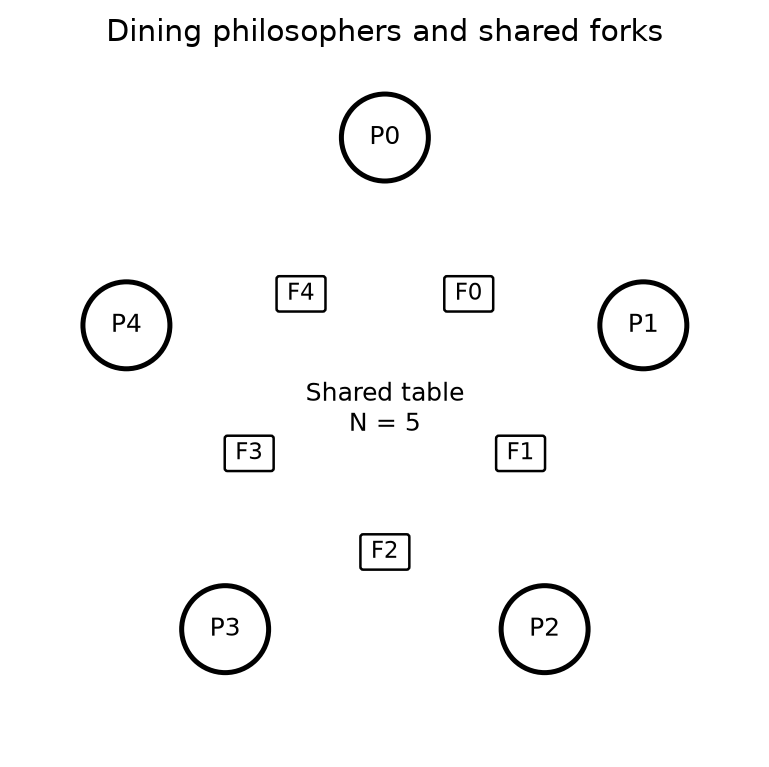 Dining philosophers and shared forks
P0
F4
F0
P4
P1
Shared table
N = 5
F3
F1
F2
P3
P2